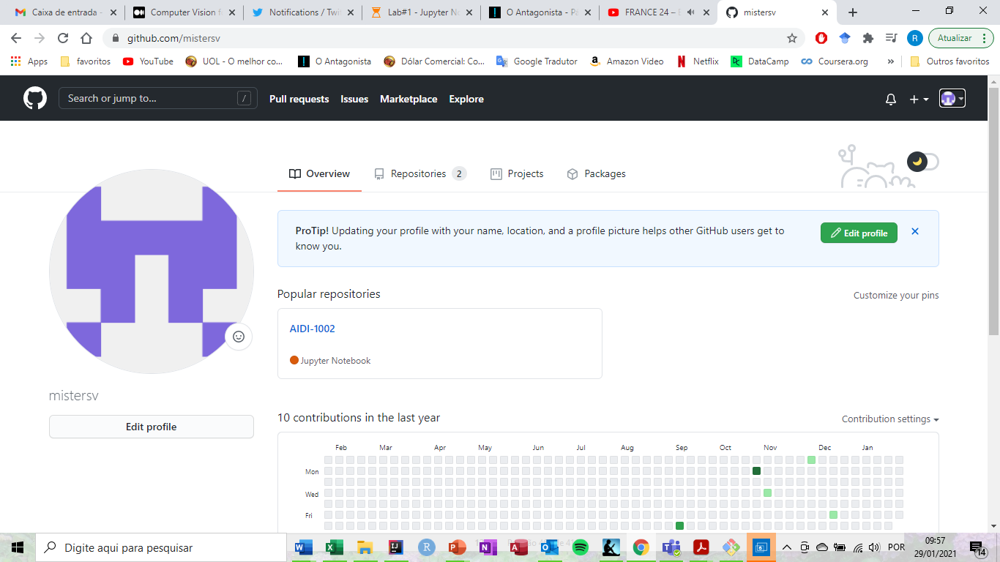 Caixa de entrada -
Computer Vision f
Notifications / Twi
Lab#1 - Jupyter No
O Antagonista - Pá
FRANCE 24 – E
mistersv
github.com/mistersv
R
Atualizar
Apps
favoritos
YouTube
UOL - O melhor co...
O Antagonista
Dólar Comercial: Co...
Google Tradutor
Amazon Video
Netflix
DataCamp
Coursera.org
»
Outros favoritos
Search or jump to...
/
Pull requests
Issues
Marketplace
Explore
Overview
Repositories 2
Projects
Packages
ProTip! Updating your profile with your name, location, and a profile picture helps other GitHub users get to
know you.
Edit profile
Popular repositories
Customize your pins
AIDI-1002
Jupyter Notebook
mistersv
Edit profile
10 contributions in the last year
Contribution settings
Feb Mar Apr May Jun Jul Aug Sep Oct Nov Dec Jan
Mon
Wed
Fri
Digite aqui para pesquisar
POR
09:57
29/01/2021
14